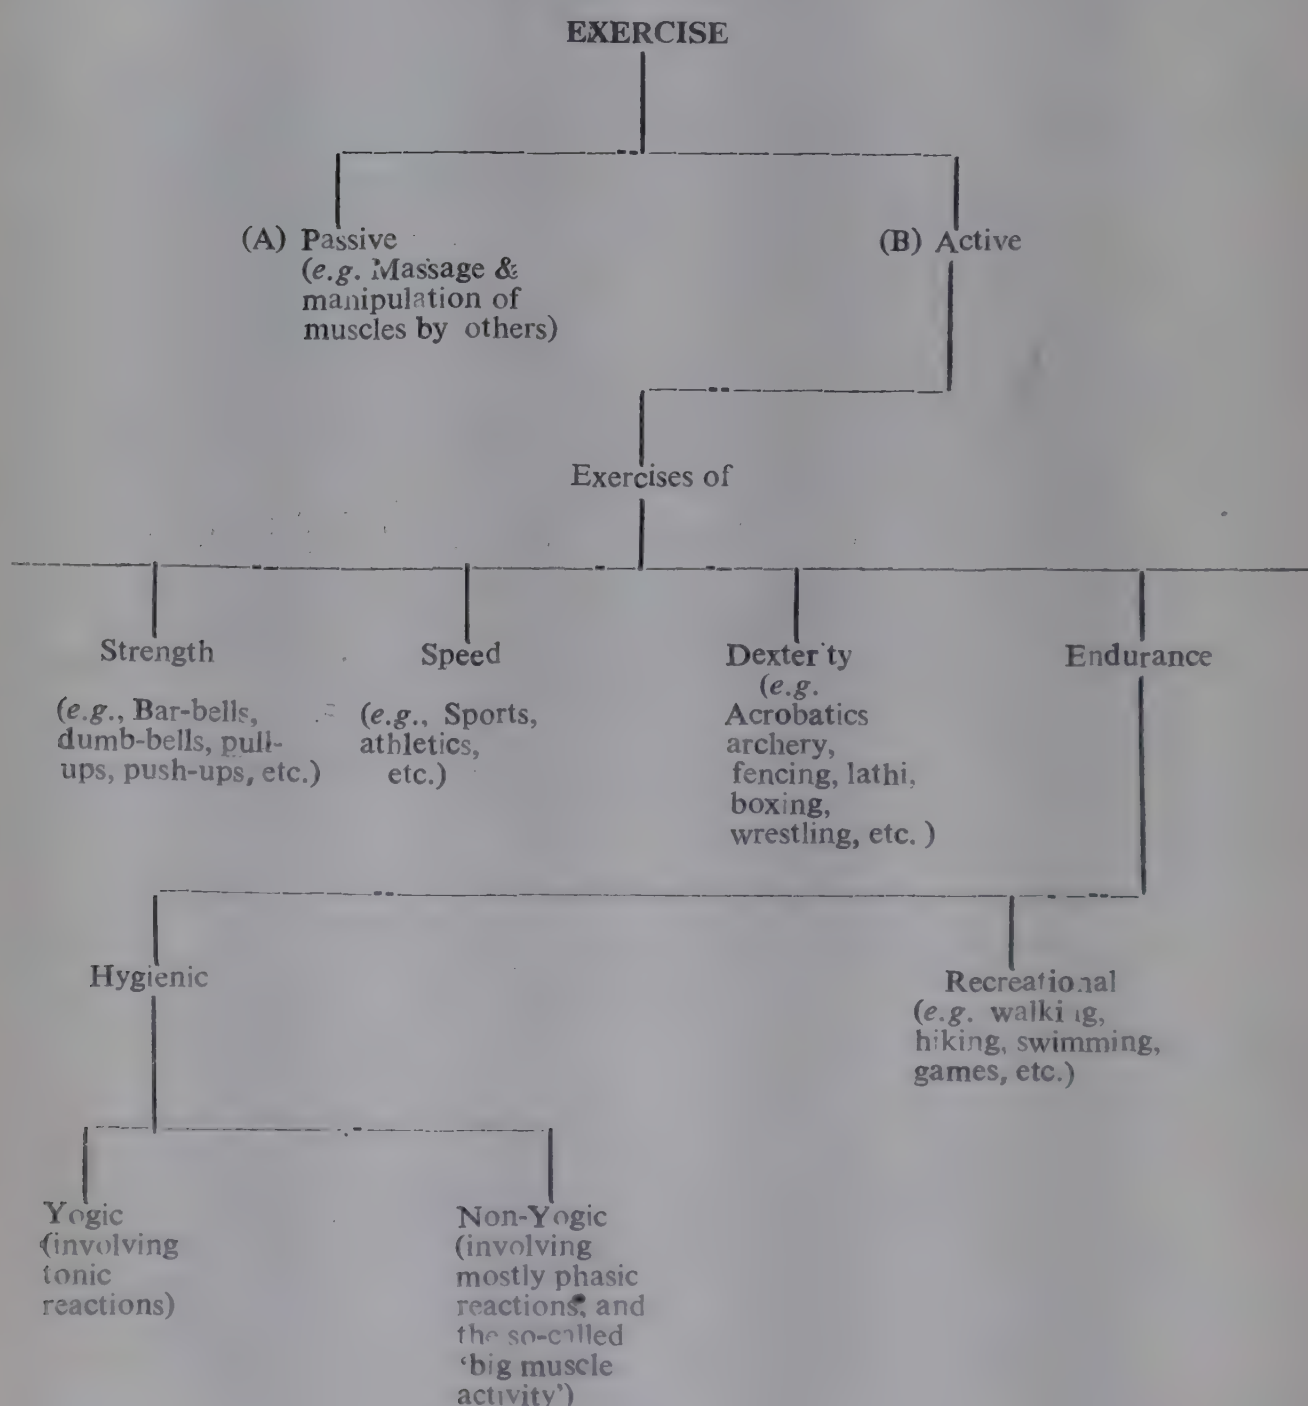 EXERCISE
(A) Passive
(e.g. Massage &
manipulation of
muscles by others)
(B) Active
Exercises of
Strength
(e.g., Bar-bells,
dumb-bells, pull-
ups, push-ups, etc.)
Speed
(e.g., Sports,
athletics,
etc.)
Dexterity
(e.g.
Acrobatics
archery,
fencing, lathi,
boxing,
wrestling, etc. )
Endurance
Hygienic
Recreational
(e.g. walking,
hiking, swimming,
games, etc.)
Yogic
(involving
tonic
reactions)
Non-Yogic
(involving
mostly phasic
reactions, and
the so-called
‘big muscle
activity’)